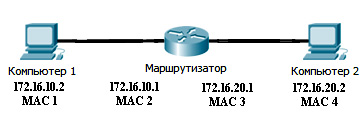 Компьютер 1
Маршрутизатор
Компьютер 2
172.16.10.2
172.16.10.1
172.16.20.1
172.16.20.2
MAC 1
MAC 2
MAC 3
MAC 4